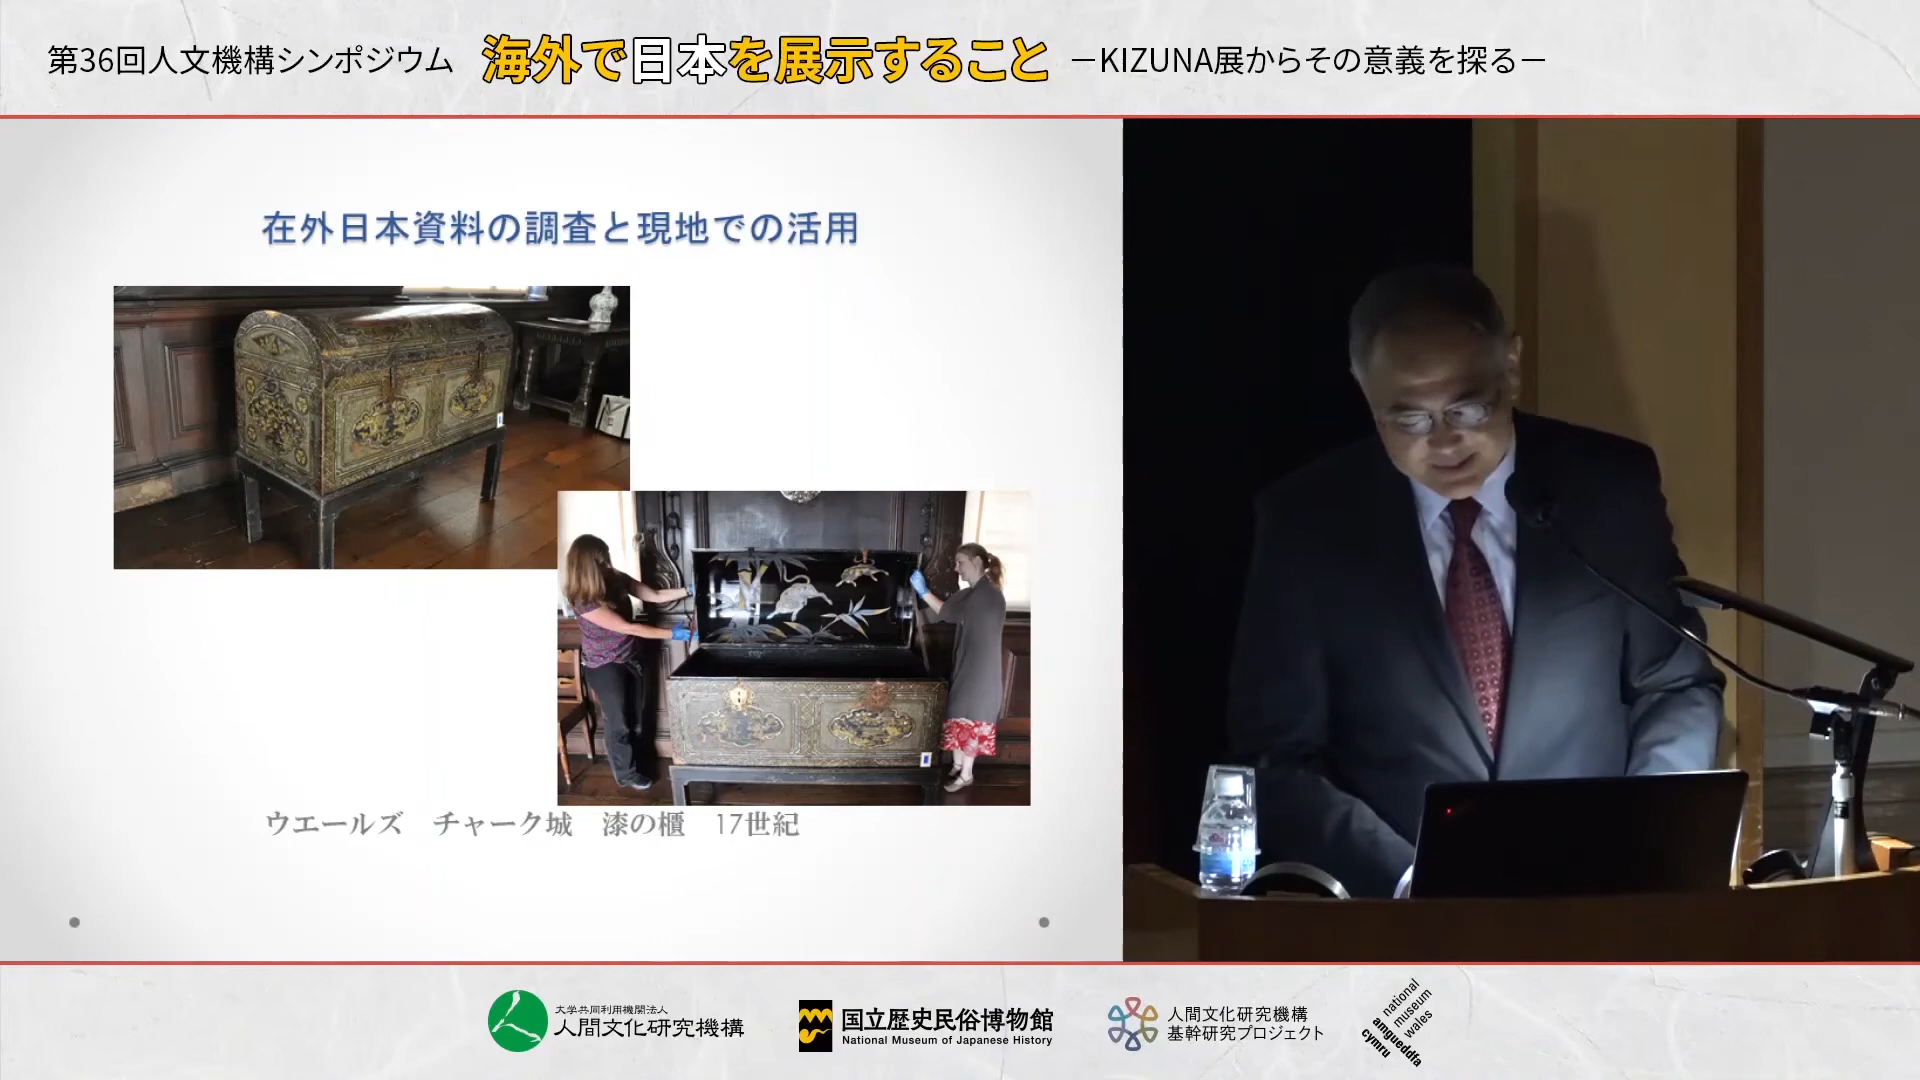 第36回人文機構シンポジウム 海外で日本を展示すること －KIZUNA展からその意義を探る－
在外日本資料の調査と現地での活用
ウエールズ　チャーク城　漆の櫃　17世紀
大学共同利用機関法人
人間文化研究機構
国立歴史民俗博物館
National Museum of Japanese History
人間文化研究機構
基幹研究プロジェクト
national
museum
wales
amgueddfa
cymru